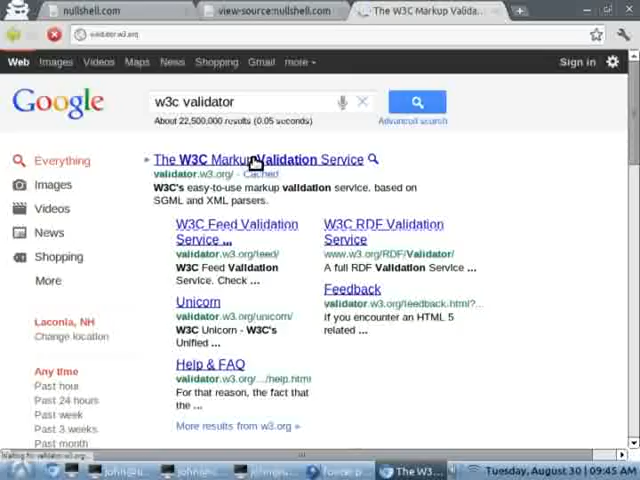 nullshell.com view-source:nullshell.com The W3C Markup Valida..
validator.w3.org
Web Images Videos Maps News Shopping Gmail more Sign in
Google
w3c validator
About 22,500,000 results (0.05 seconds) Advanced search
Everything
Images
Videos
News
Shopping
More
Laconia, NH
Change location
Any time
Past hour
Past 24 hours
Past week
Past 3 weeks
Past month
The W3C Markup Validation Service
validator.w3.org/ - Cached
W3C's easy-to-use markup validation service, based on
SGML and XML parsers.
W3C Feed Validation
Service ...
validator.w3.org/feed/
W3C Feed Validation
Service. Check ...
Unicorn
validator.w3.org/unicorn/
W3C Unicorn - W3C's
Unified ...
Help & FAQ
validator.w3.org/.../help.html
For that reason, the fact that
the ...
More results from w3.org »
W3C RDF Validation
Service
www.w3.org/RDF/Validator/
A full RDF Validation Service ...
Feedback
validator.w3.org/feedback.html?...
If you encounter an HTML 5
related ...
Waiting for validator.w3.org
The W3... Tuesday, August 30 | 09:45 AM